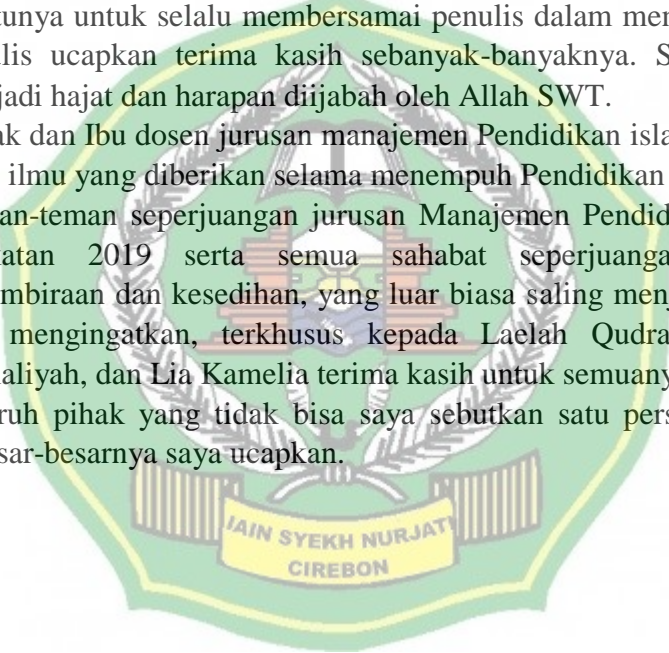 tunya untuk selalu membersamai penulis dalam men
lis ucapkan terima kasih sebanyak-banyaknya. S
jadi hajat dan harapan diijabah oleh Allah SWT.
ak dan Ibu dosen jurusan manajemen Pendidikan isla
ilmu yang diberikan selama menempuh Pendidikan
an-teman seperjuangan jurusan Manajemen Pendid
katan 2019 serta semua sahabat seperjuanga
mbiraan dan kesedihan, yang luar biasa saling menj
mengingatkan, terkhusus kepada Laelah Qudra
aliyah, dan Lia Kamelia terima kasih untuk semuany
ruh pihak yang tidak bisa saya sebutkan satu pers
sar-besarnya saya ucapkan.
IAIN SYEKH NURJATI
CIREBON